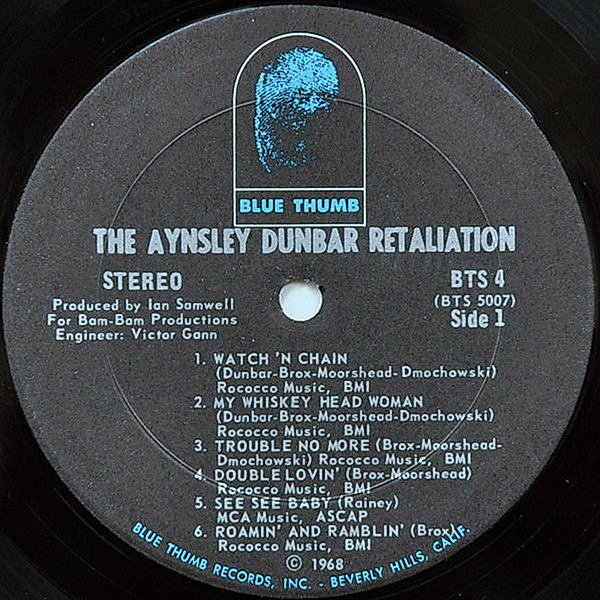 BLUE THUMB
THE AYNSLEY DUNBAR RETALIATION
STEREO
Produced by Ian Samwell
For Bam-Bam Productions
Engineer: Victor Gann
BTS 4
(BTS 5007)
Side 1
1. WATCH 'N CHAIN
(Dunbar-Brox-Moorshead-Dmochowski)
Rococco Music, BMI
2. MY WHISKEY HEAD WOMAN
(Dunbar-Brox-Moorshead-Dmochowski)
Rococco Music, BMI
3. TROUBLE NO MORE (Brox-Moorshead-
Dmochowski) Rococco Music, BMI
4. DOUBLE LOVIN' (Brox-Moorshead)
Rococco Music, BMI
5. SEE SEE BABY (Rainey)
MCA Music, ASCAP
6. ROAMIN' AND RAMBLIN' (Brox)
Rococco Music, BMI
© 1968
BLUE THUMB RECORDS, INC. - BEVERLY HILLS, CALIF.